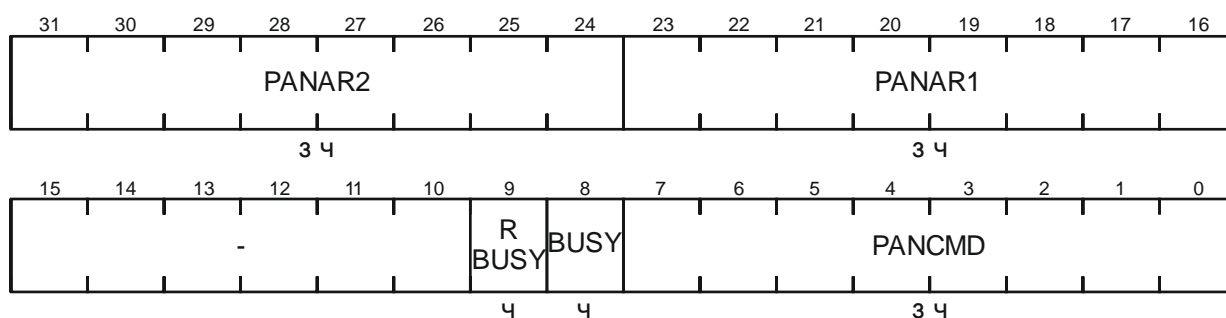 31 30 29 28 27 26 25 24 23 22 21 20 19 18 17 16
PANAR2 PANAR1
з ч з ч
15 14 13 12 11 10 9 8 7 6 5 4 3 2 1 0
- R BUSY BUSY PANCMD
ч ч з ч